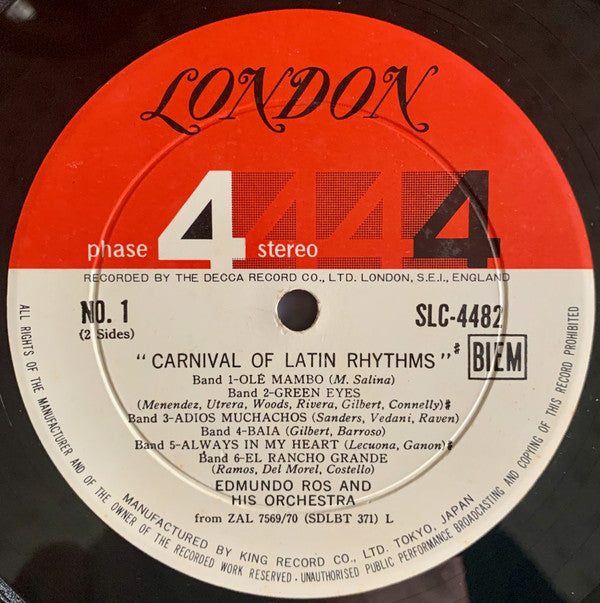 LONDON
phase 4 stereo 4 4 4
RECORDED BY THE DECCA RECORD CO., LTD. LONDON, S.E.I., ENGLAND
NO. 1
(2 Sides)
SLC-4482
BIEM
"CARNIVAL OF LATIN RHYTHMS"※
Band 1-OLÉ MAMBO (M. Salina)
Band 2-GREEN EYES
(Menendez, Utrera, Woods, Rivera, Gilbert, Connelly)※
Band 3-ADIOS MUCHACHOS (Sanders, Vedani, Raven)
Band 4-BAIA (Gilbert, Barroso)
Band 5-ALWAYS IN MY HEART (Lecuona, Ganon)※
Band 6-EL RANCHO GRANDE
(Ramos, Del Morel, Costello)
EDMUNDO ROS AND
HIS ORCHESTRA
from ZAL 7569/70 (SDLBT 371) L
MANUFACTURED BY KING RECORD CO., LTD. TOKYO, JAPAN
ALL RIGHTS OF THE MANUFACTURER AND OF THE OWNER OF THE RECORDED WORK RESERVED · UNAUTHORISED PUBLIC PERFORMANCE BROADCASTING AND COPYING OF THIS RECORD PROHIBITED